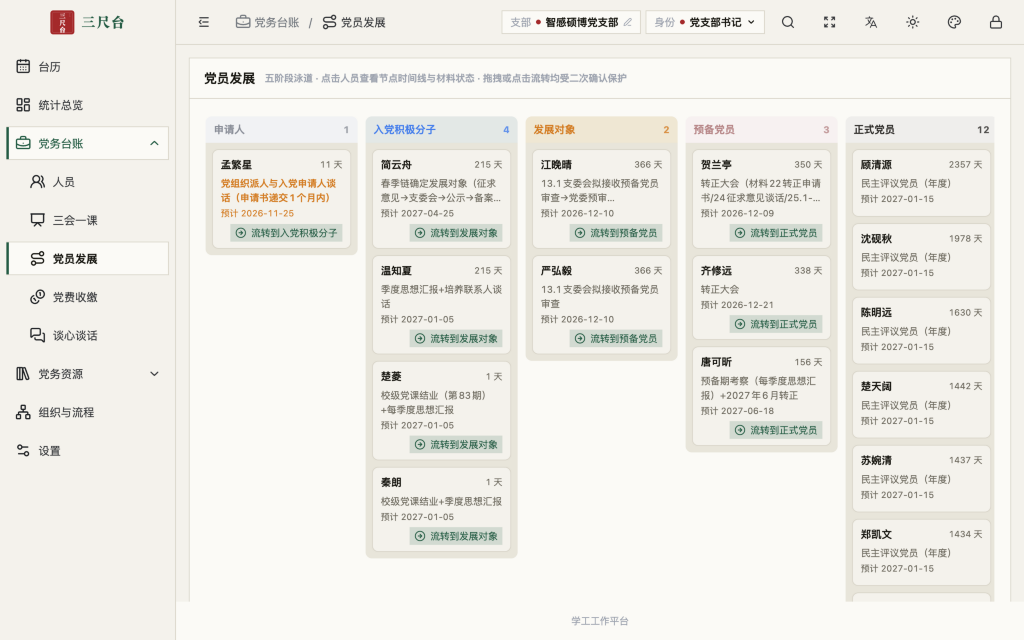 三尺台
三尺台
台历
统计总览
党务台账
人员
三会一课
党员发展
党费收缴
谈心谈话
党务资源
组织与流程
设置
党务台账 / 党员发展
支部 智感硕博党支部
身份 党支部书记
党员发展 五阶段泳道 · 点击人员查看节点时间线与材料状态 · 拖拽或点击流转均受二次确认保护
申请人 1
孟繁星 11 天
党组织派人与入党申请人谈
话（申请书递交 1 个月内）
预计 2026-11-25
流转到入党积极分子
入党积极分子 4
简云舟 215 天
春季链确定发展对象（征求
意见→支委会→公示→备案…
预计 2027-04-25
流转到发展对象
温知夏 215 天
季度思想汇报+培养联系人谈
话
预计 2027-01-05
流转到发展对象
楚菱 1 天
校级党课结业（第 83 期）
+每季度思想汇报
预计 2027-01-05
流转到发展对象
秦朗 1 天
校级党课结业+季度思想汇报
预计 2027-01-05
流转到发展对象
发展对象 2
江晚晴 366 天
13.1 支委会拟接收预备党员
审查→党委预审…
预计 2026-12-10
流转到预备党员
严弘毅 366 天
13.1 支委会拟接收预备党员
审查
预计 2026-12-10
流转到预备党员
预备党员 3
贺兰亭 350 天
转正大会（材料 22 转正申请
书/24 征求意见谈话/25.1-…
预计 2026-12-09
流转到正式党员
齐修远 338 天
转正大会
预计 2026-12-21
流转到正式党员
唐可昕 156 天
预备期考察（每季度思想汇
报）+2027 年 6 月转正
预计 2027-06-18
流转到正式党员
正式党员 12
顾清源 2357 天
民主评议党员（年度）
预计 2027-01-15
沈砚秋 1978 天
民主评议党员（年度）
预计 2027-01-15
陈明远 1630 天
民主评议党员（年度）
预计 2027-01-15
楚天阔 1442 天
民主评议党员（年度）
预计 2027-01-15
苏婉清 1437 天
民主评议党员（年度）
预计 2027-01-15
郑凯文 1434 天
民主评议党员（年度）
预计 2027-01-15
学工工作平台